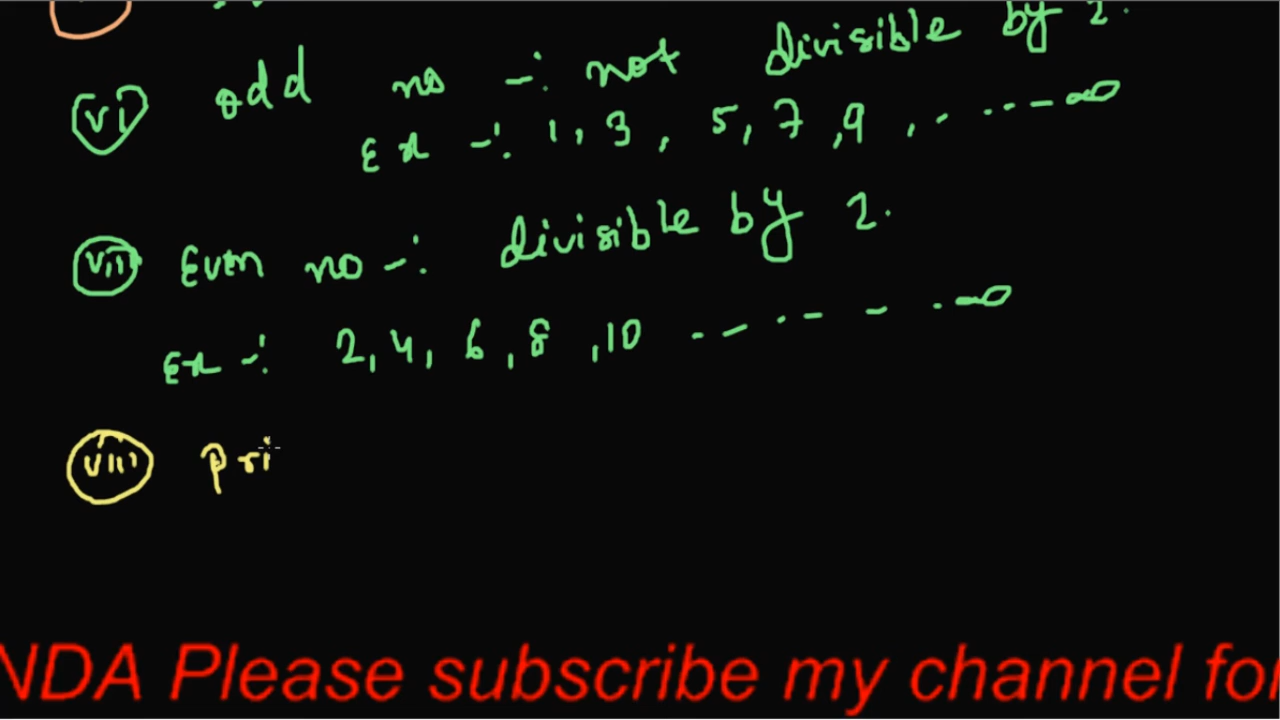 (vi) odd no -: not divisible by 2.
Ex -: 1, 3, 5, 7, 9, . - .. - ∞
(vii) Even no -: divisible by 2.
Ex -: 2, 4, 6, 8, 10 .. - . - - . - ∞
(viii) pri
NDA Please subscribe my channel for